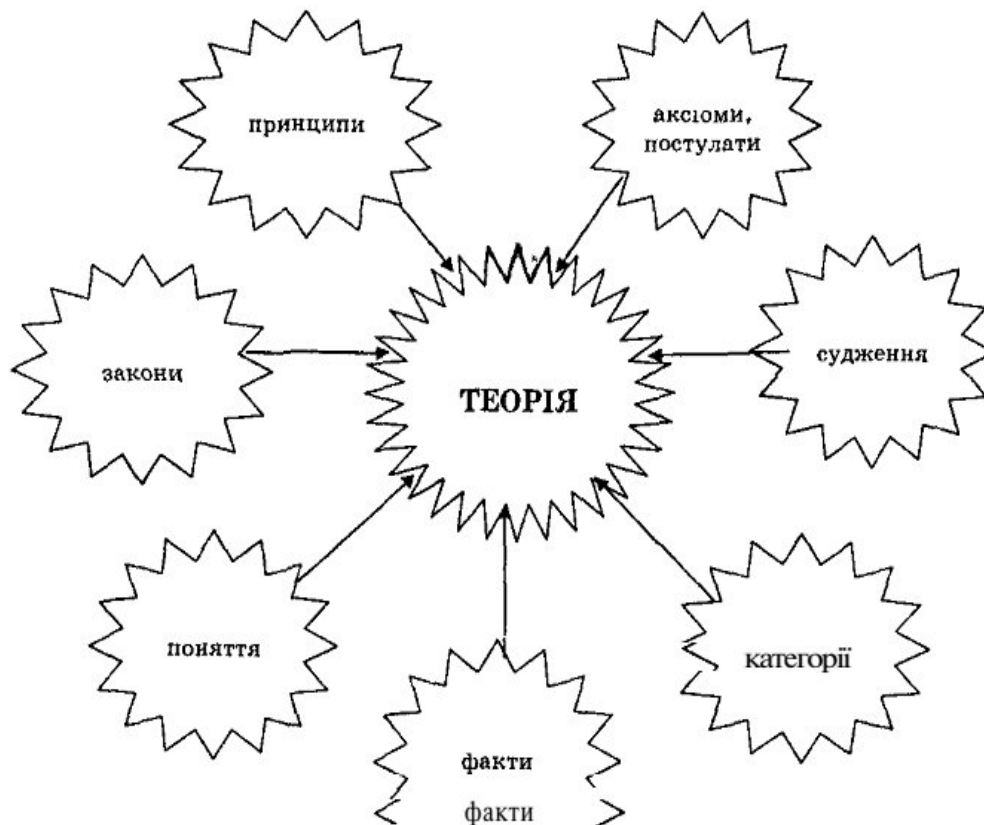 принципи
аксіоми,
постулати
закони
ТЕОРІЯ
судження
поняття
категорії
факти
факти